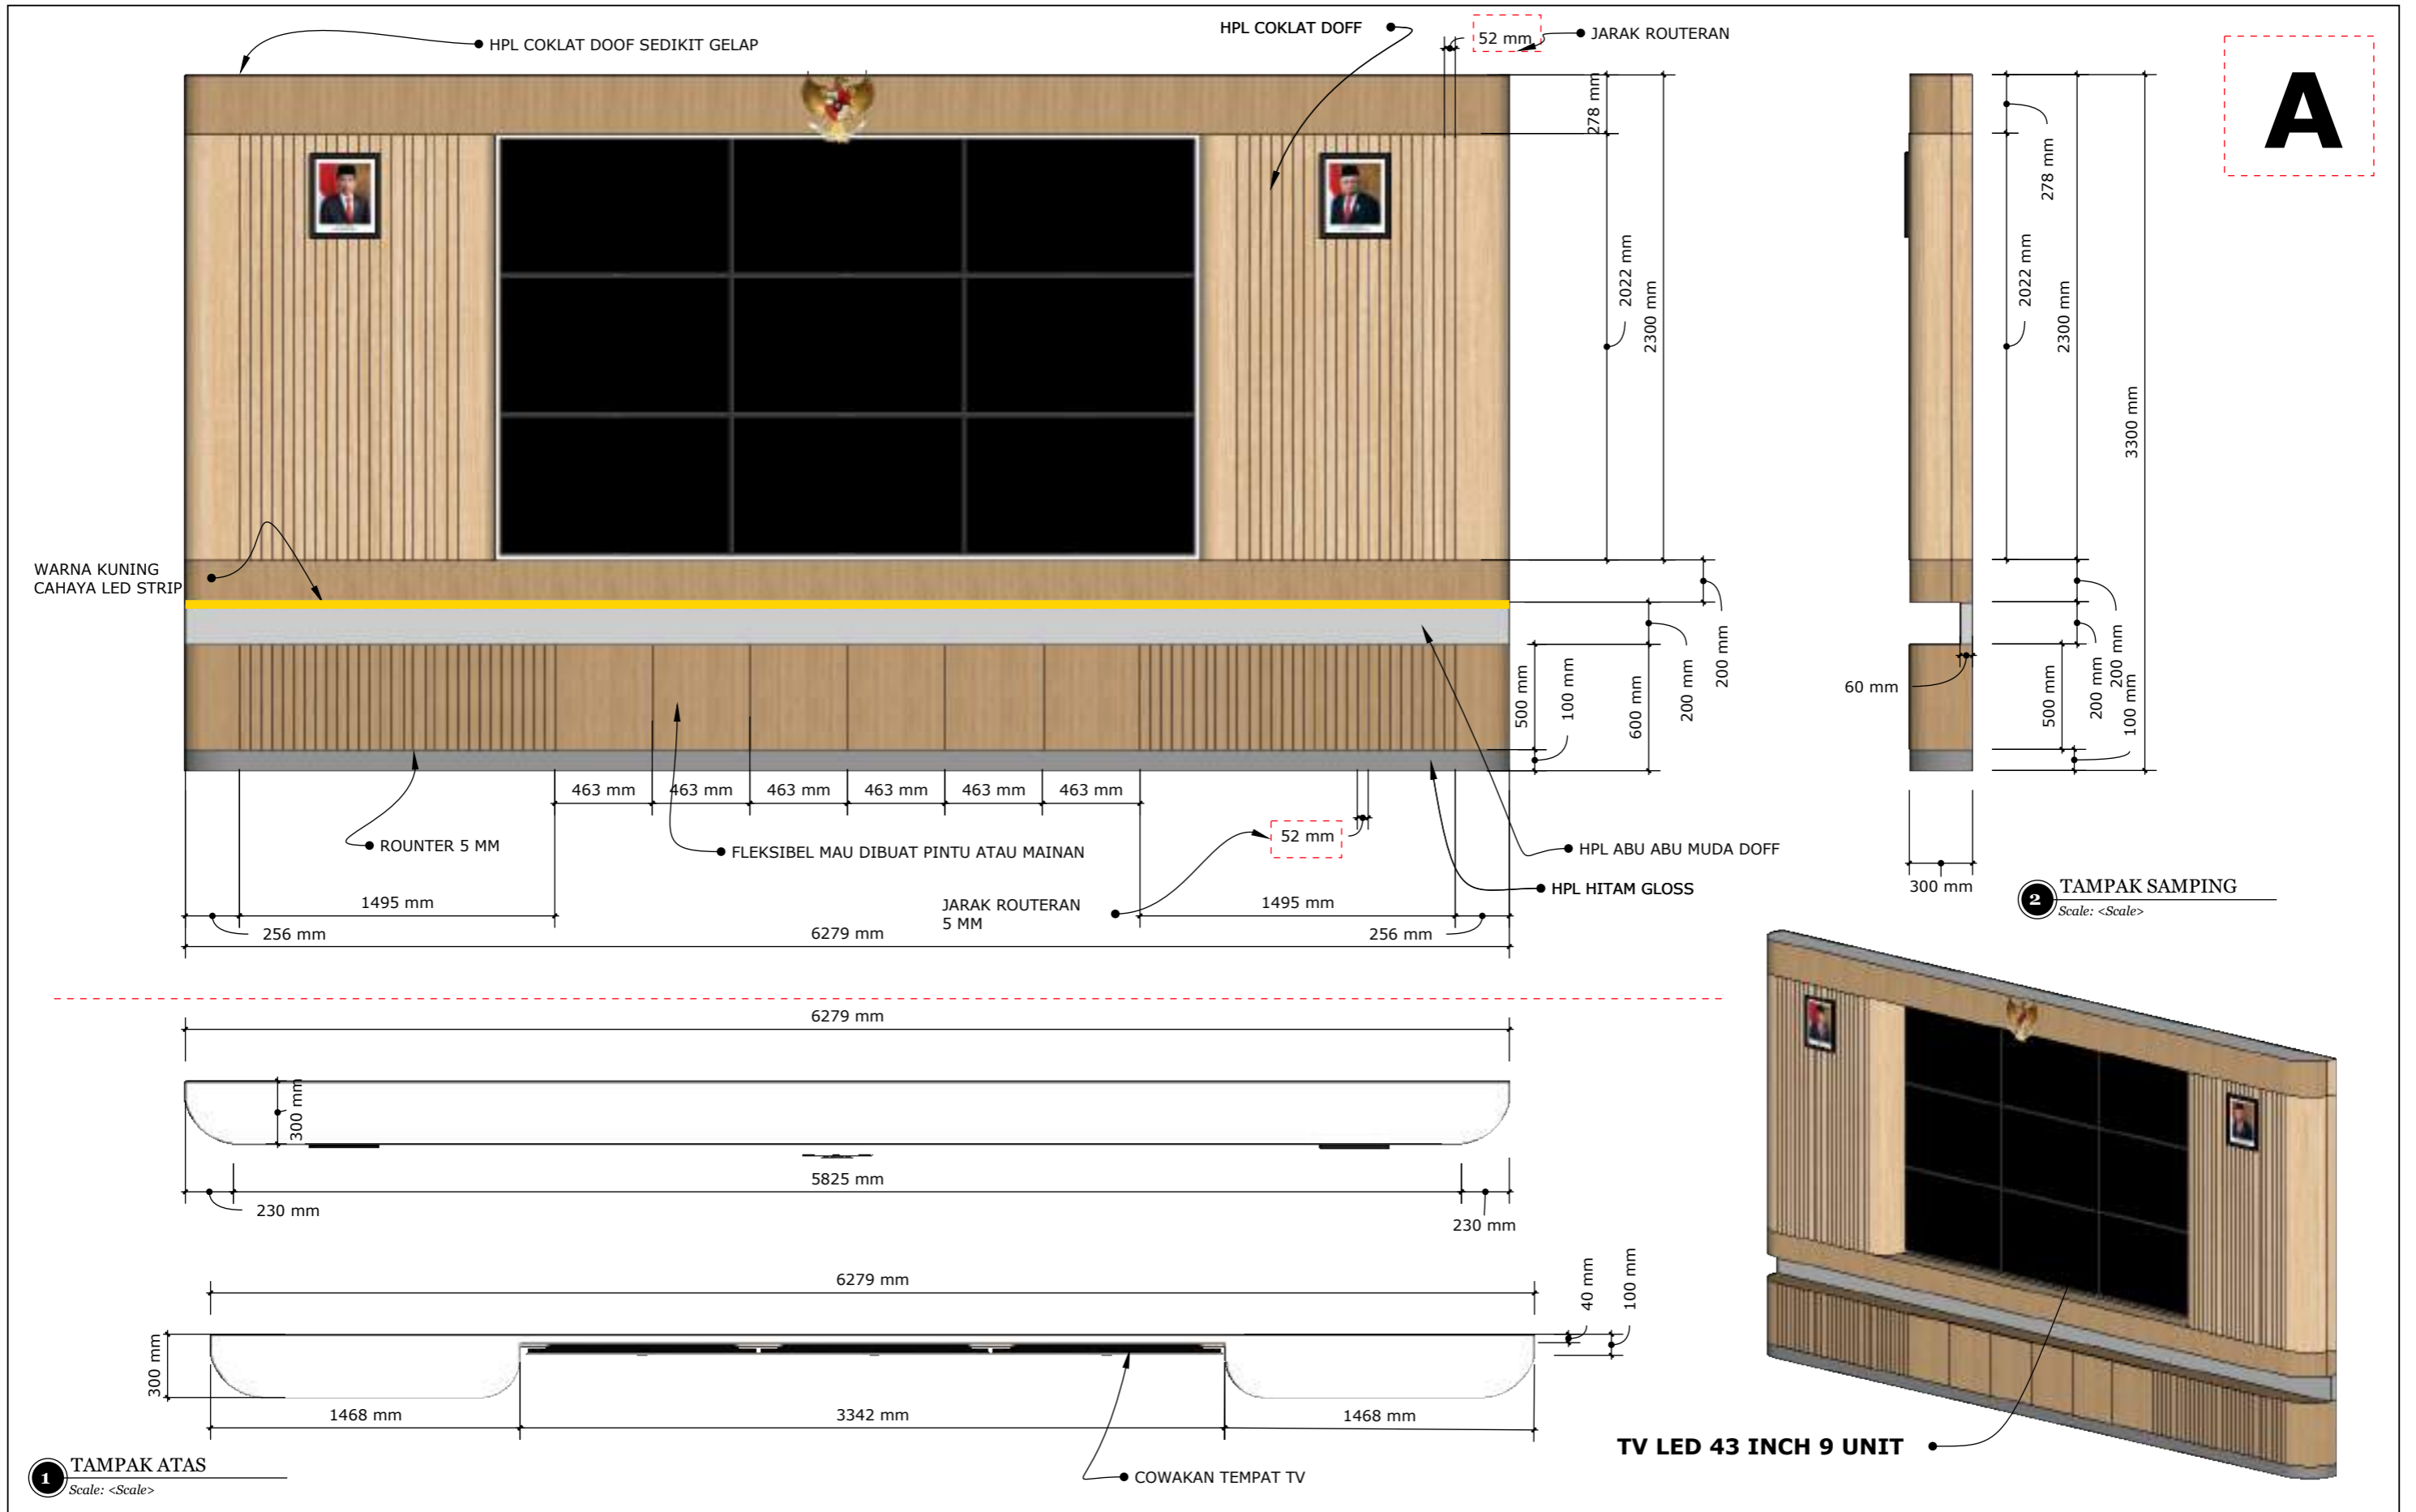 HPL COKLAT DOOF SEDIKIT GELAP
HPL COKLAT DOFF
52 mm
JARAK ROUTERAN
A
278 mm
2022 mm
2300 mm
278 mm
2022 mm
2300 mm
3300 mm
WARNA KUNING
CAHAYA LED STRIP
200 mm
200 mm
500 mm
100 mm
600 mm
60 mm
200 mm
200 mm
500 mm
100 mm
463 mm
463 mm
463 mm
463 mm
463 mm
463 mm
52 mm
ROUNTER 5 MM
FLEKSIBEL MAU DIBUAT PINTU ATAU MAINAN
HPL ABU ABU MUDA DOFF
HPL HITAM GLOSS
300 mm
2
TAMPAK SAMPING
Scale: <Scale>
1495 mm
JARAK ROUTERAN
5 MM
1495 mm
256 mm
6279 mm
256 mm
6279 mm
300 mm
5825 mm
230 mm
230 mm
6279 mm
40 mm
100 mm
300 mm
1468 mm
3342 mm
1468 mm
TV LED 43 INCH 9 UNIT
COWAKAN TEMPAT TV
1
TAMPAK ATAS
Scale: <Scale>